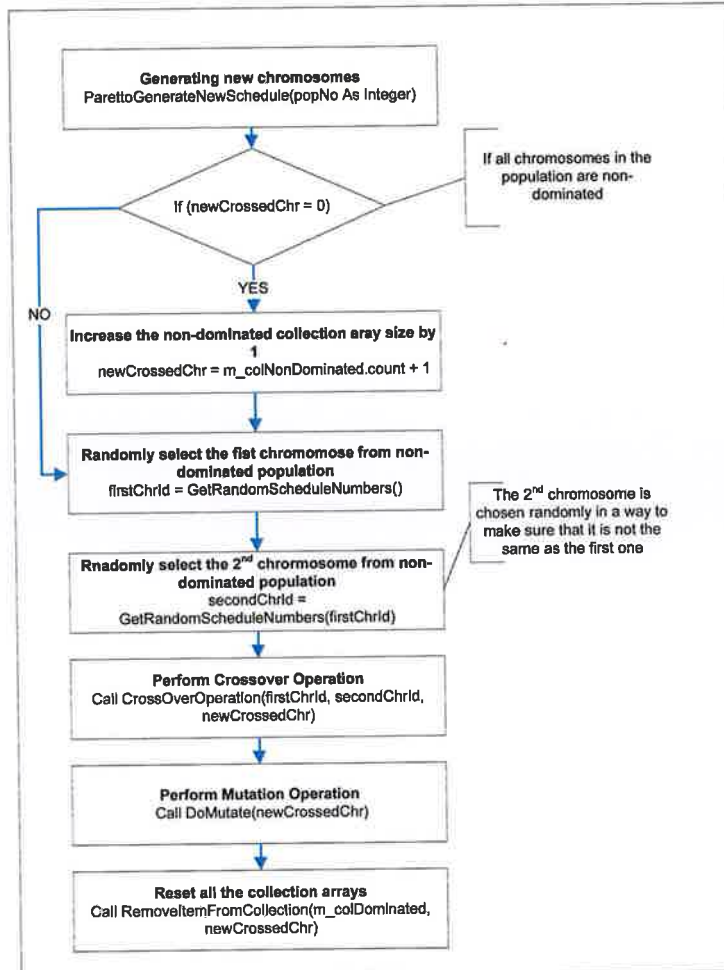 Generating new chromosomes
ParettoGenerateNewSchedule(popNo As Integer)
If all chromosomes in the
population are non-
dominated
If (newCrossedChr = 0)
YES
NO
Increase the non-dominated collection aray size by
1
newCrossedChr = m_colNonDominated.count + 1
Randomly select the fist chromomose from non-
dominated population
firstChrId = GetRandomScheduleNumbers()
The 2nd chromosome is
chosen randomly in a way to
make sure that it is not the
same as the first one
Rnadomly select the 2nd chrormosome from non-
dominated population
secondChrId =
GetRandomScheduleNumbers(firstChrId)
Perform Crossover Operation
Call CrossOverOperation(firstChrId, secondChrId,
newCrossedChr)
Perform Mutation Operation
Call DoMutate(newCrossedChr)
Reset all the collection arrays
Call RemoveItemFromCollection(m_colDominated,
newCrossedChr)